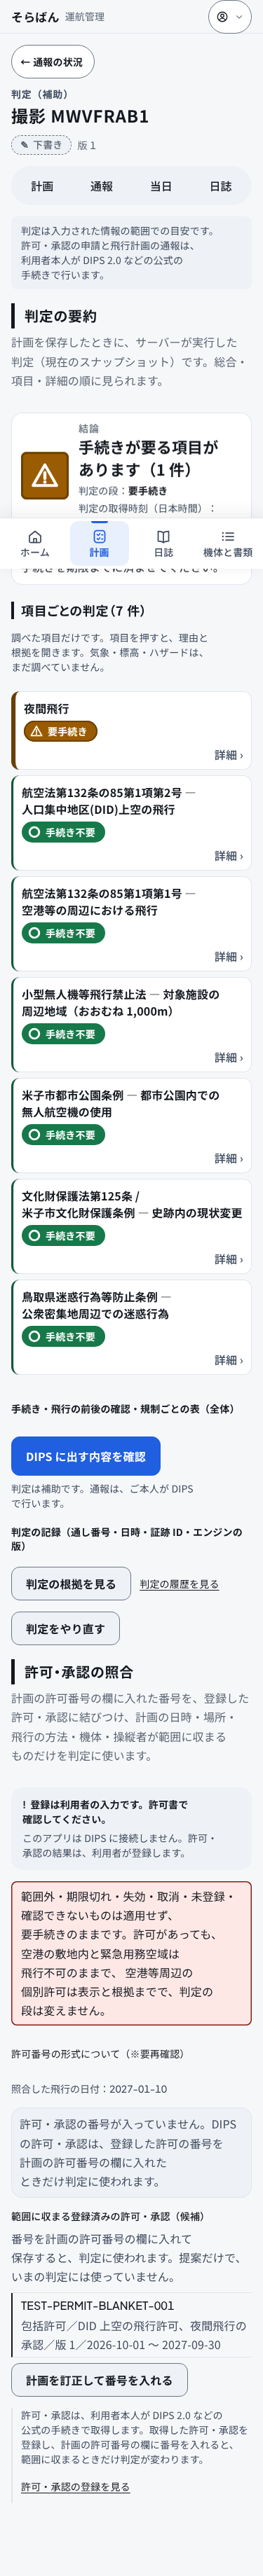 そらばん 運航管理
← 通報の状況
判定（補助）
撮影 MWVFRAB1
✎ 下書き 版 1
計画 通報 当日 日誌
判定は入力された情報の範囲での目安です。
許可・承認の申請と飛行計画の通報は、
利用者本人が DIPS 2.0 などの公式の
手続きで行います。
判定の要約
計画を保存したときに、サーバーが実行した
判定（現在のスナップショット）です。総合・
項目・詳細の順に見られます。
結論
手続きが要る項目が
あります（1 件）
判定の段：要手続き
判定の取得時刻（日本時間）：
ホーム 計画 日誌 機体と書類
項目ごとの判定（7 件）
調べた項目だけです。項目を押すと、理由と
根拠を開きます。気象・標高・ハザードは、
まだ調べていません。
夜間飛行
要手続き
詳細 ›
航空法第132条の85第1項第2号 ―
人口集中地区(DID)上空の飛行
手続き不要
詳細 ›
航空法第132条の85第1項第1号 ―
空港等の周辺における飛行
手続き不要
詳細 ›
小型無人機等飛行禁止法 ― 対象施設の
周辺地域（おおむね 1,000m）
手続き不要
詳細 ›
米子市都市公園条例 ― 都市公園内での
無人航空機の使用
手続き不要
詳細 ›
文化財保護法第125条 /
米子市文化財保護条例 ― 史跡内の現状変更
手続き不要
詳細 ›
鳥取県迷惑行為等防止条例 ―
公衆密集地周辺での迷惑行為
手続き不要
詳細 ›
手続き・飛行の前後の確認・規制ごとの表（全体）
DIPS に出す内容を確認
判定は補助です。通報は、ご本人が DIPS
で行います。
判定の記録（通し番号・日時・証跡 ID・エンジンの
版）
判定の根拠を見る 判定の履歴を見る
判定をやり直す
許可・承認の照合
計画の許可番号の欄に入れた番号を、登録した
許可・承認に結びつけ、計画の日時・場所・
飛行の方法・機体・操縦者が範囲に収まる
ものだけを判定に使います。
! 登録は利用者の入力です。許可書で
確認してください。
このアプリは DIPS に接続しません。許可・
承認の結果は、利用者が登録します。
範囲外・期限切れ・失効・取消・未登録・
確認できないものは適用せず、
要手続きのままです。許可があっても、
空港の敷地内と緊急用務空域は
飛行不可のままで、 空港等周辺の
個別許可は表示と根拠までで、判定の
段は変えません。
許可番号の形式について（※要再確認）
照合した飛行の日付：2027-01-10
許可・承認の番号が入っていません。DIPS
の許可・承認は、登録した許可の番号を
計画の許可番号の欄に入れた
ときだけ判定に使われます。
範囲に収まる登録済みの許可・承認（候補）
番号を計画の許可番号の欄に入れて
保存すると、判定に使われます。提案だけで、
いまの判定には使っていません。
TEST-PERMIT-BLANKET-001
包括許可／DID 上空の飛行許可、夜間飛行の
承認／版 1／2026-10-01 〜 2027-09-30
計画を訂正して番号を入れる
許可・承認は、利用者本人が DIPS 2.0 などの
公式の手続きで取得します。取得した許可・承認を
登録し、計画の許可番号の欄に番号を入れると、
範囲に収まるときだけ判定が変わります。
許可・承認の登録を見る